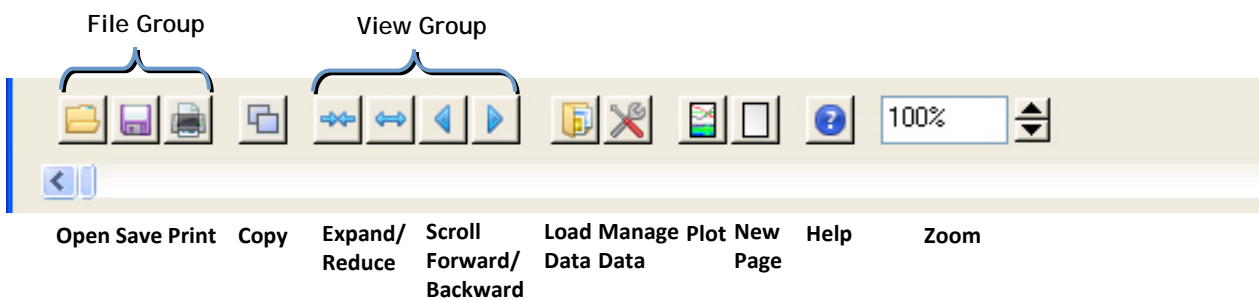 File Group View Group
100%
Open Save Print Copy Expand/ Scroll Load Manage Plot New Help Zoom
Reduce Forward/ Data Data Page
Backward